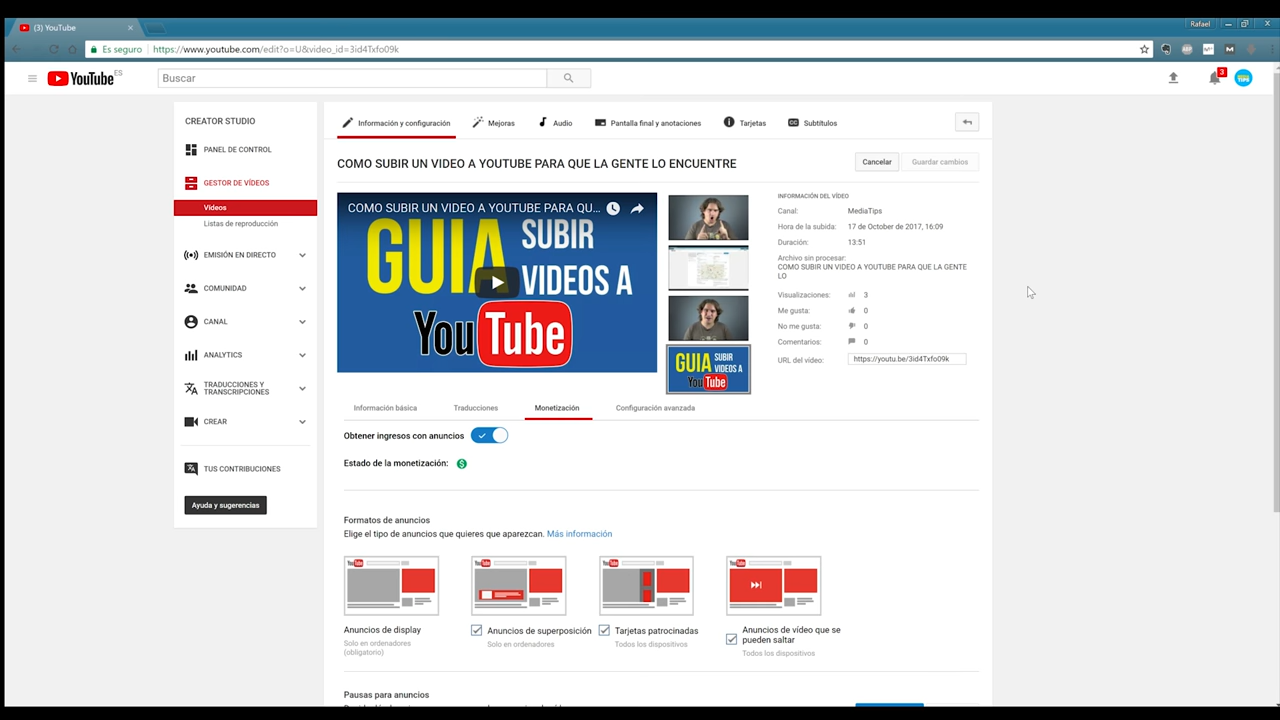 (3) YouTube
Rafael
Es seguro
https://www.youtube.com/edit?o=U&video_id=3id4Txfo09k
YouTube ES
Buscar
3
CREATOR STUDIO
PANEL DE CONTROL
GESTOR DE VÍDEOS
Vídeos
Listas de reproducción
EMISIÓN EN DIRECTO
COMUNIDAD
CANAL
ANALYTICS
TRADUCCIONES Y
TRANSCRIPCIONES
CREAR
TUS CONTRIBUCIONES
Ayuda y sugerencias
Información y configuración
Mejoras
Audio
Pantalla final y anotaciones
Tarjetas
CC Subtítulos
COMO SUBIR UN VIDEO A YOUTUBE PARA QUE LA GENTE LO ENCUENTRE
Cancelar
Guardar cambios
COMO SUBIR UN VIDEO A YOUTUBE PARA QU...
GUIA SUBIR
VIDEOS A
YouTube
GUIA SUBIR
VIDEOS A
YouTube
INFORMACIÓN DEL VÍDEO
Canal: MediaTips
Hora de la subida: 17 de October de 2017, 16:09
Duración: 13:51
Archivo sin procesar:
COMO SUBIR UN VIDEO A YOUTUBE PARA QUE LA GENTE
LO
Visualizaciones: 3
Me gusta: 0
No me gusta: 0
Comentarios: 0
URL del vídeo: https://youtu.be/3id4Txfo09k
Información básica
Traducciones
Monetización
Configuración avanzada
Obtener ingresos con anuncios
Estado de la monetización: $
Formatos de anuncios
Elige el tipo de anuncios que quieres que aparezcan. Más información
Anuncios de display
Solo en ordenadores
(obligatorio)
Anuncios de superposición
Solo en ordenadores
Tarjetas patrocinadas
Todos los dispositivos
Anuncios de vídeo que se
pueden saltar
Todos los dispositivos
Pausas para anuncios